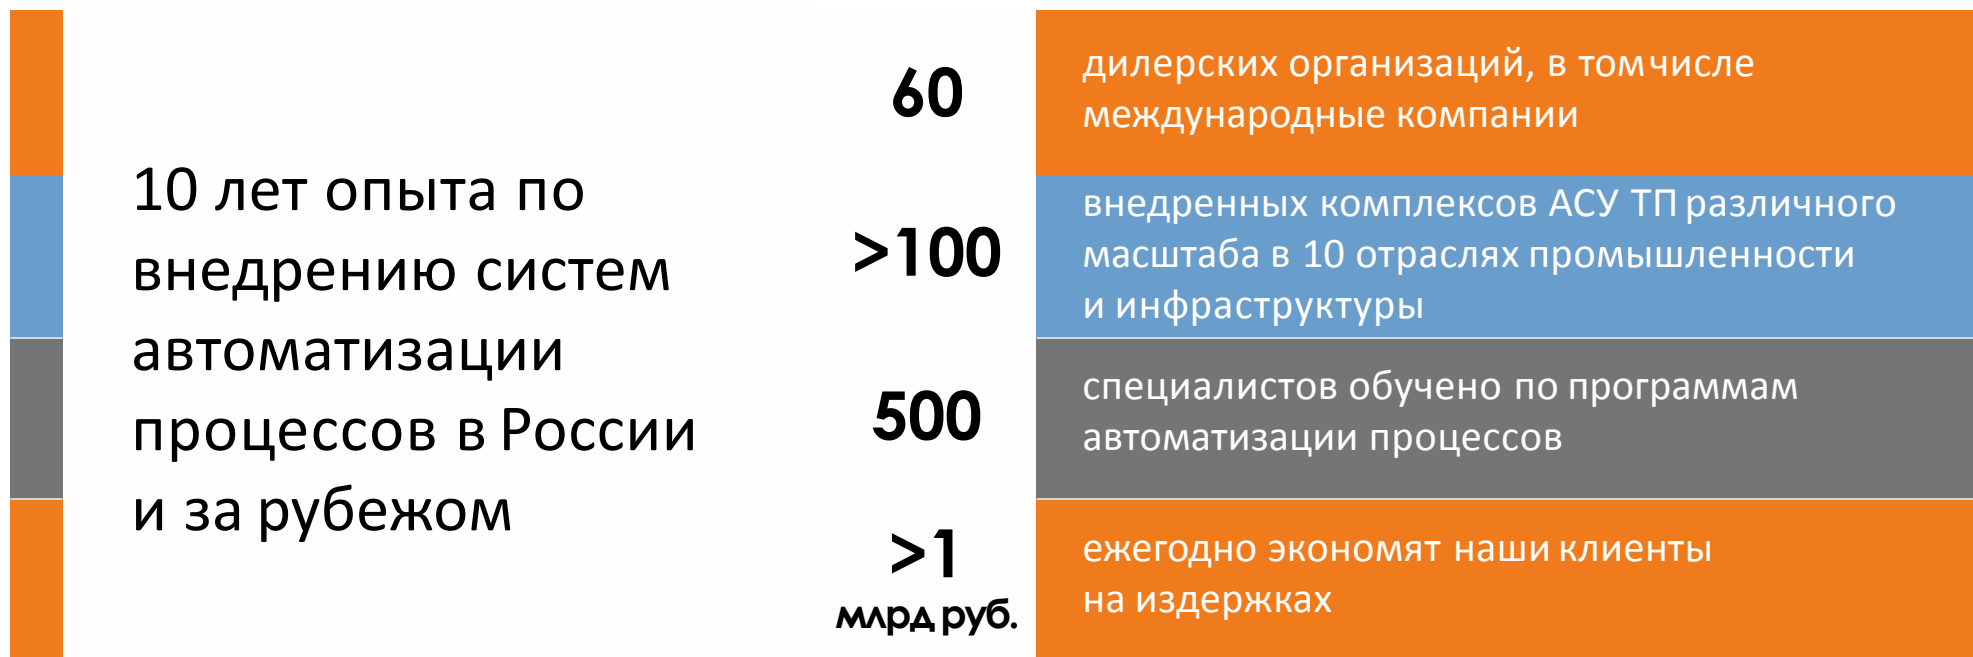 10 лет опыта по
внедрению систем
автоматизации
процессов в России
и за рубежом
60
дилерских организаций, в томчисле
международные компании
>100
внедренных комплексов АСУ ТП различного
масштаба в 10 отраслях промышленности
и инфраструктуры
500
специалистов обучено по программам
автоматизации процессов
>1
млрд руб.
ежегодно экономят наши клиенты
на издержках